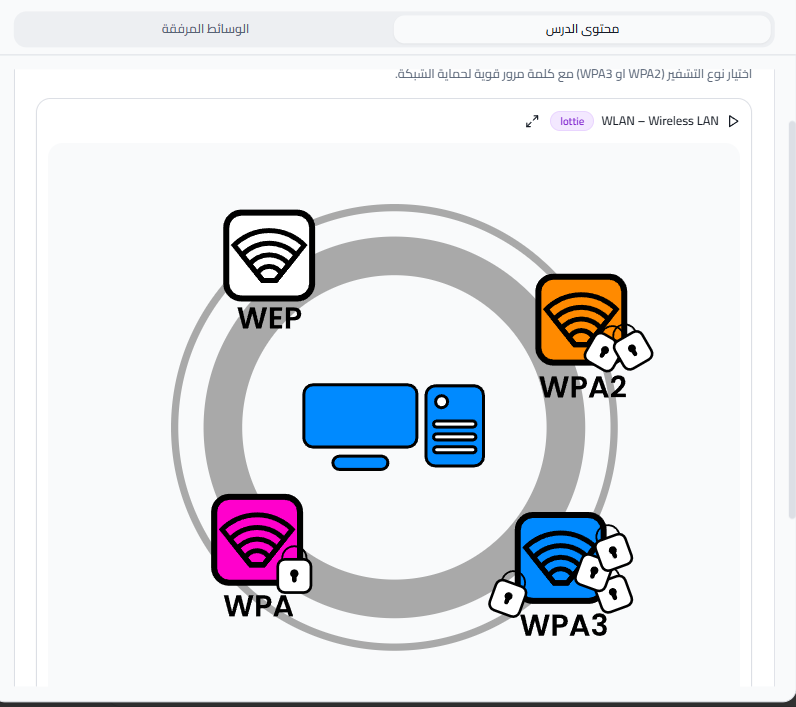 محتوى الدرس
الوسائط المرفقة
اختيار نوع التشفير (WPA2 او WPA3) مع كلمة مرور قوية لحماية الشبكة.
WLAN – Wireless LAN
lottie
WEP
WPA2
WPA
WPA3